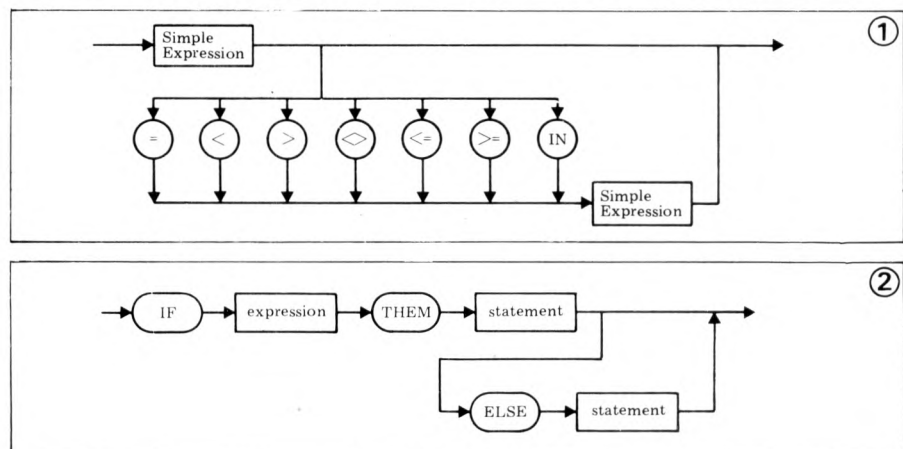 ①
Simple
Expression
= < > <> <= >= IN
Simple
Expression
②
IF expression THEM statement
ELSE statement